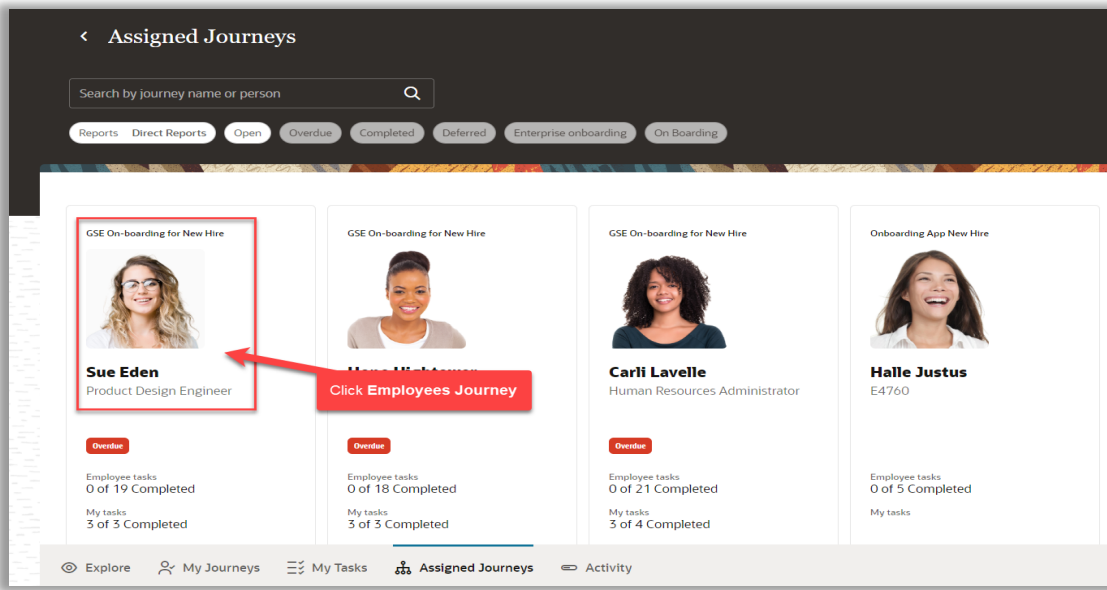 Assigned Journeys
Search by journey name or person
Reports Direct Reports Open Overdue Completed Deferred Enterprise onboarding On Boarding
GSE On-boarding for New Hire
Sue Eden
Product Design Engineer
Overdue
Employee tasks
0 of 19 Completed
My tasks
3 of 3 Completed
GSE On-boarding for New Hire
Click Employees Journey
Overdue
Employee tasks
0 of 18 Completed
My tasks
3 of 3 Completed
GSE On-boarding for New Hire
Carli Lavelle
Human Resources Administrator
Overdue
Employee tasks
0 of 21 Completed
My tasks
3 of 4 Completed
Onboarding App New Hire
Halle Justus
E4760
Employee tasks
0 of 5 Completed
My tasks
Explore My Journeys My Tasks Assigned Journeys Activity